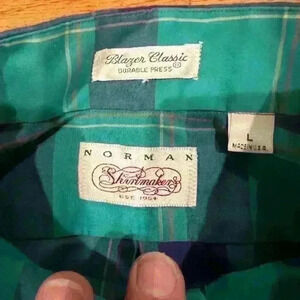 Blazer Classic®
DURABLE PRESS
L
MADE IN U.S.A.
NORMAN
Shirtmakers
EST. 1964